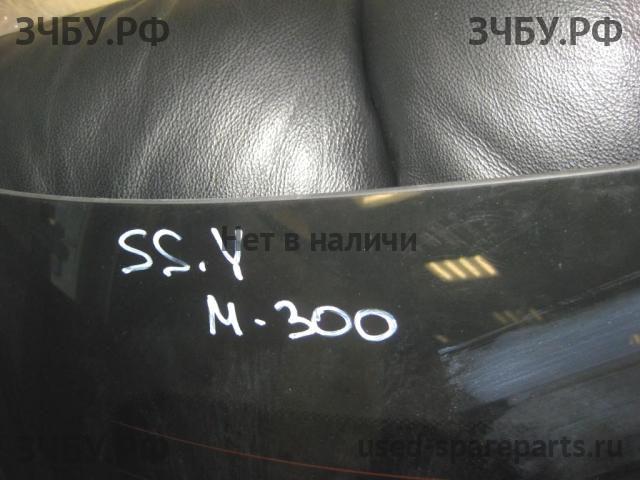 ЗЧБУ.РФ ЗЧБУ.РФ
SS.Y Нет в наличи
M-300
ЗЧБУ.РФ used-spareparts.ru